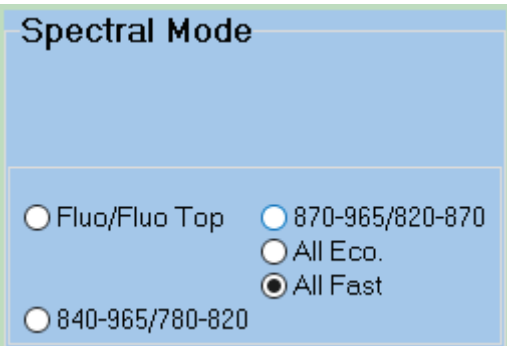 Spectral Mode
Fluo/Fluo Top
870-965/820-870
All Eco.
All Fast
840-965/780-820